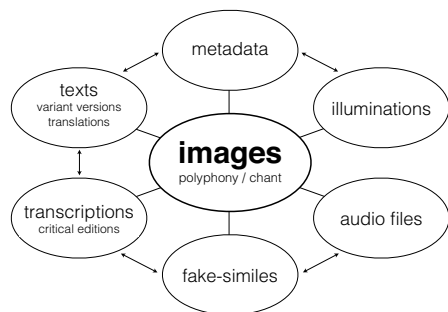 metadata
texts
variant versions
translations
illuminations
images
polyphony / chant
transcriptions
critical editions
audio files
fake-similes